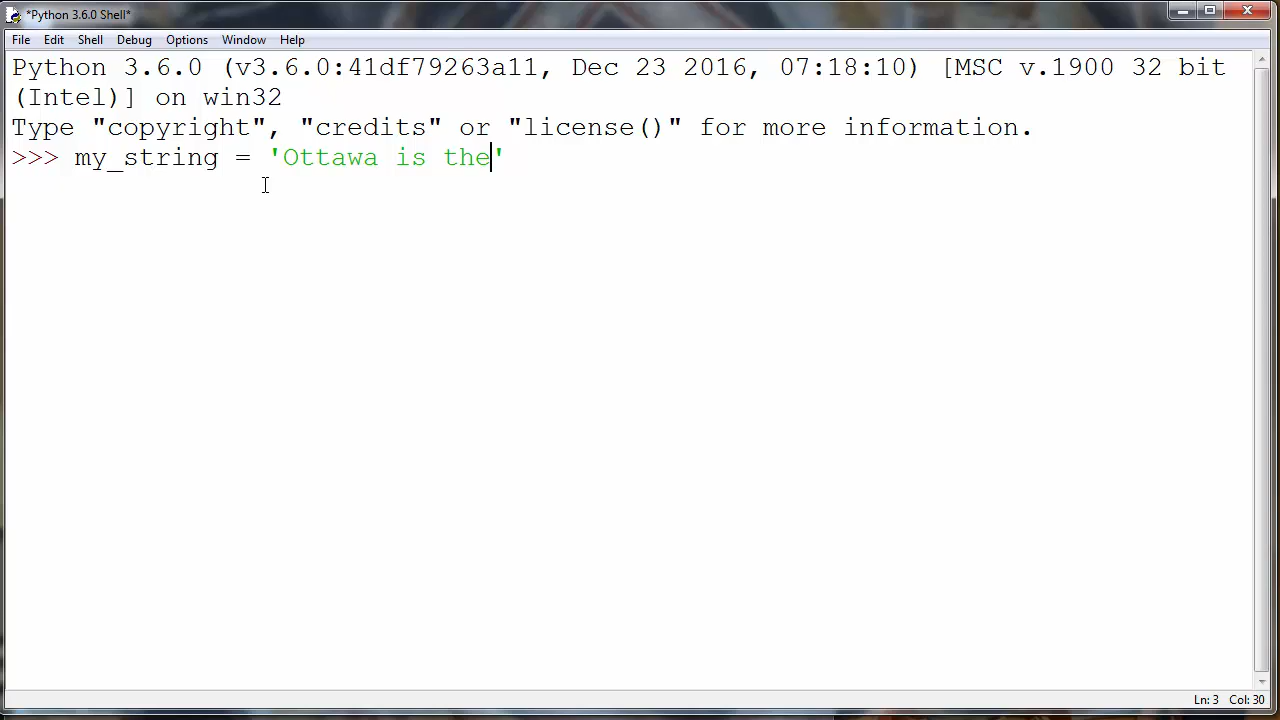 *Python 3.6.0 Shell*
File Edit Shell Debug Options Window Help
Python 3.6.0 (v3.6.0:41df79263a11, Dec 23 2016, 07:18:10) [MSC v.1900 32 bit
(Intel)] on win32
Type "copyright", "credits" or "license()" for more information.
>>> my_string = 'Ottawa is the'
Ln: 3 Col: 30